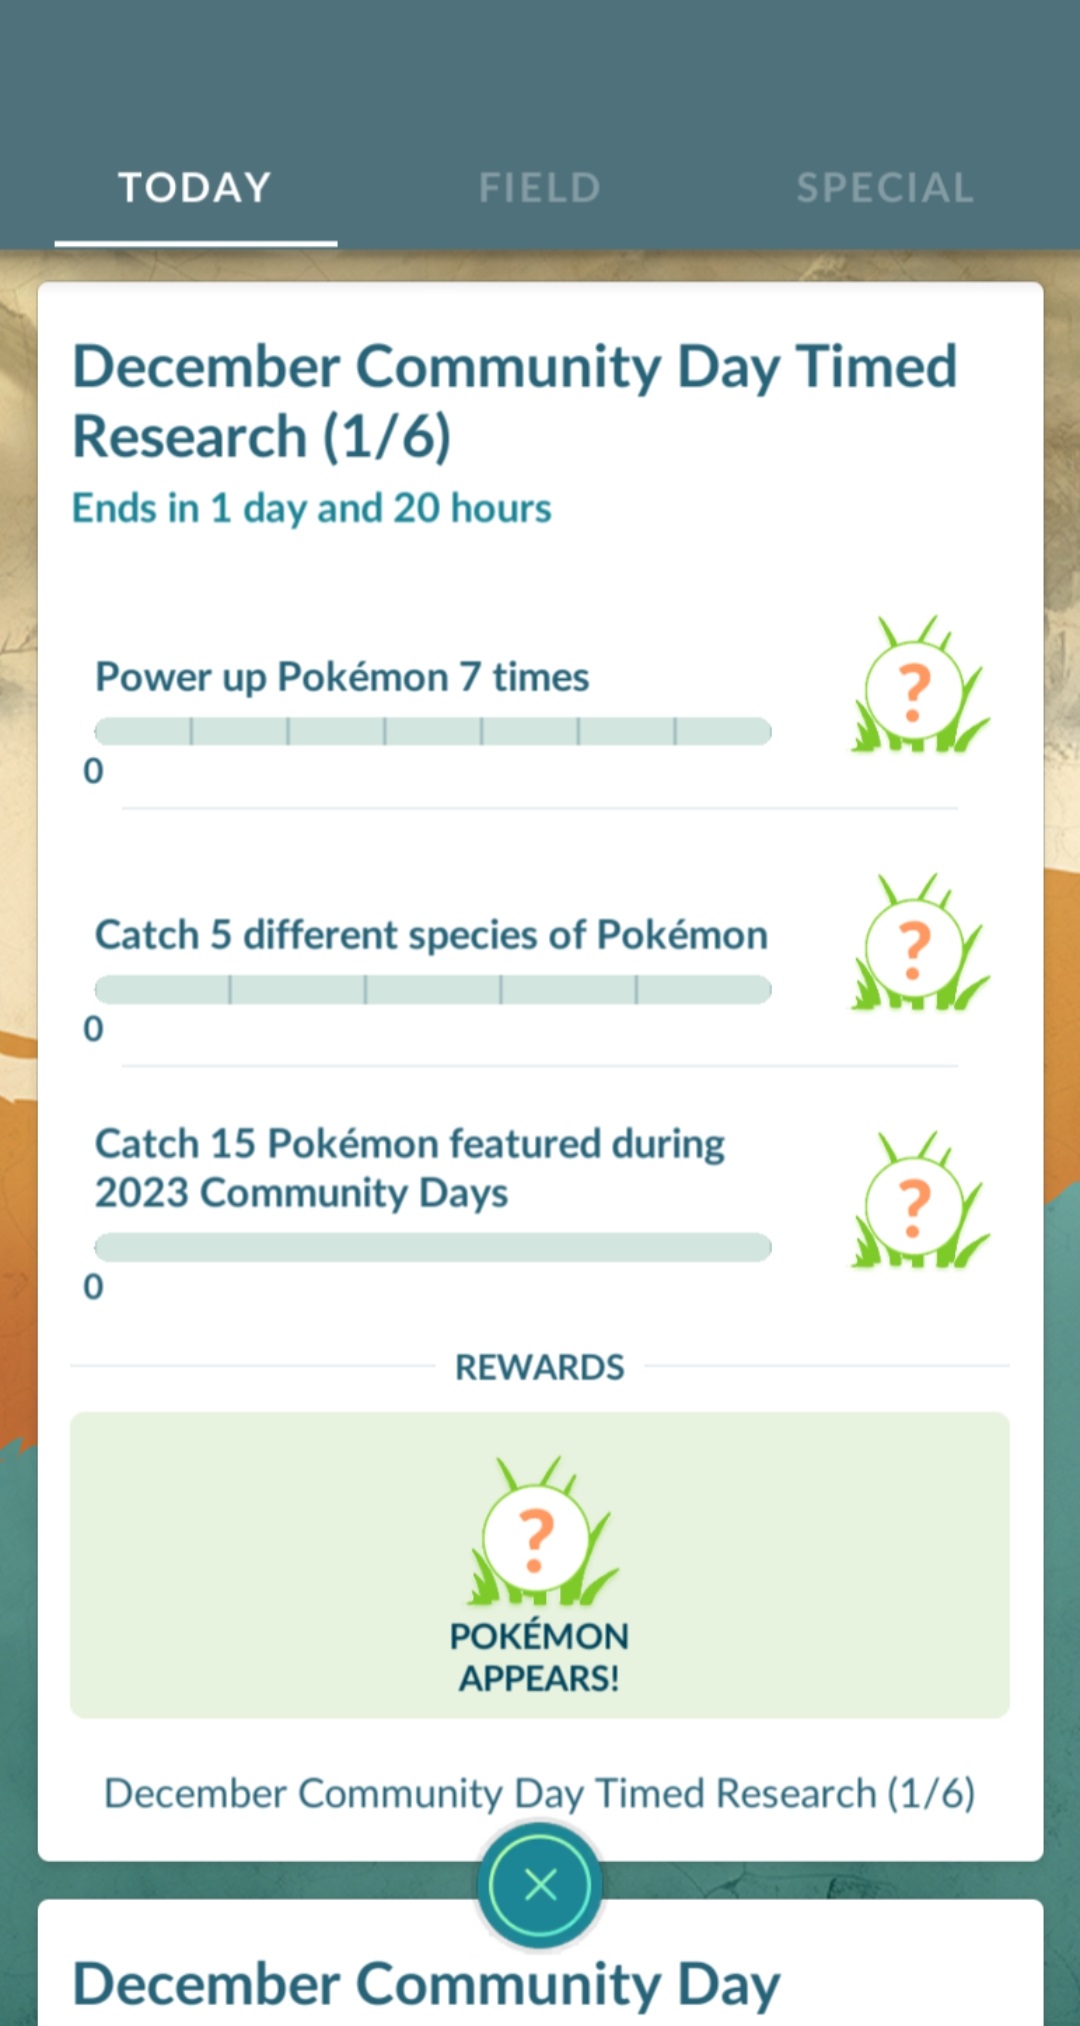 TODAY
FIELD
SPECIAL
December Community Day Timed
Research (1/6)
Ends in 1 day and 20 hours
Power up Pokémon 7 times
0
?
Catch 5 different species of Pokémon
0
?
Catch 15 Pokémon featured during
2023 Community Days
0
?
REWARDS
?
POKÉMON
APPEARS!
December Community Day Timed Research (1/6)
December Community Day